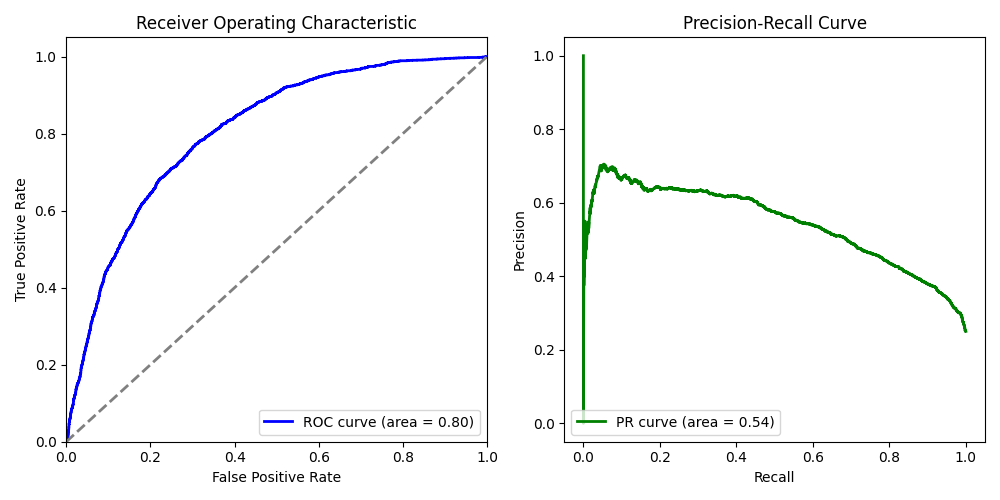 Receiver Operating Characteristic
1.0
0.8
0.6
0.4
0.2
0.0
True Positive Rate
0.0 0.2 0.4 0.6 0.8 1.0
False Positive Rate
ROC curve (area = 0.80)
Precision-Recall Curve
1.0
0.8
0.6
0.4
0.2
0.0
Precision
0.0 0.2 0.4 0.6 0.8 1.0
Recall
PR curve (area = 0.54)